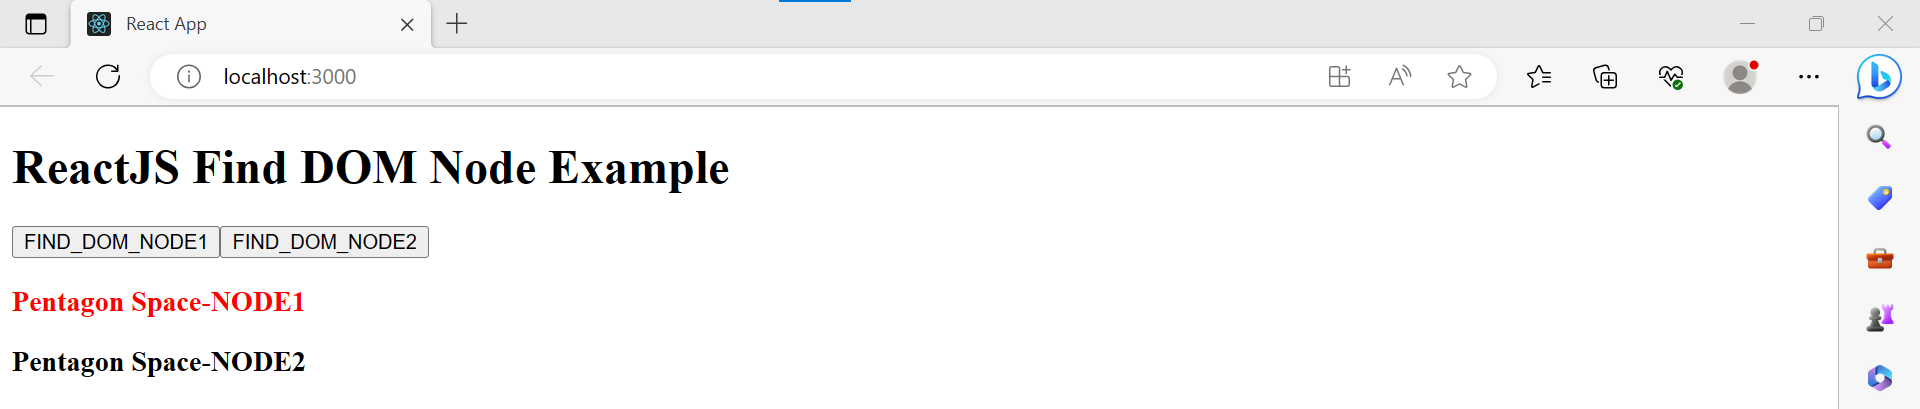 React App
localhost:3000
ReactJS Find DOM Node Example
FIND_DOM_NODE1 FIND_DOM_NODE2
Pentagon Space-NODE1
Pentagon Space-NODE2